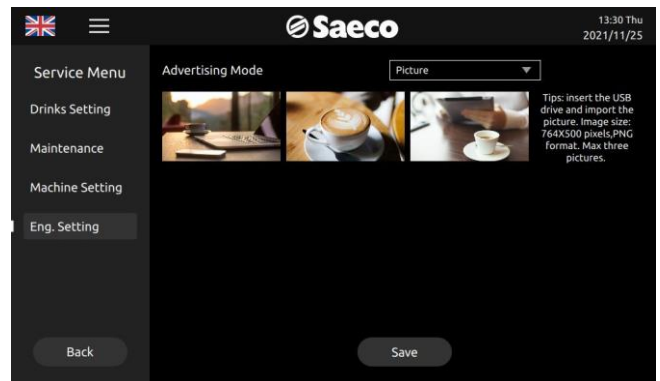 Saeco
13:30 Thu
2021/11/25
Service Menu
Drinks Setting
Maintenance
Machine Setting
Eng. Setting
Back
Advertising Mode
Picture
Tips: insert the USB
drive and import the
picture. Image size:
764X500 pixels,PNG
format. Max three
pictures.
Save